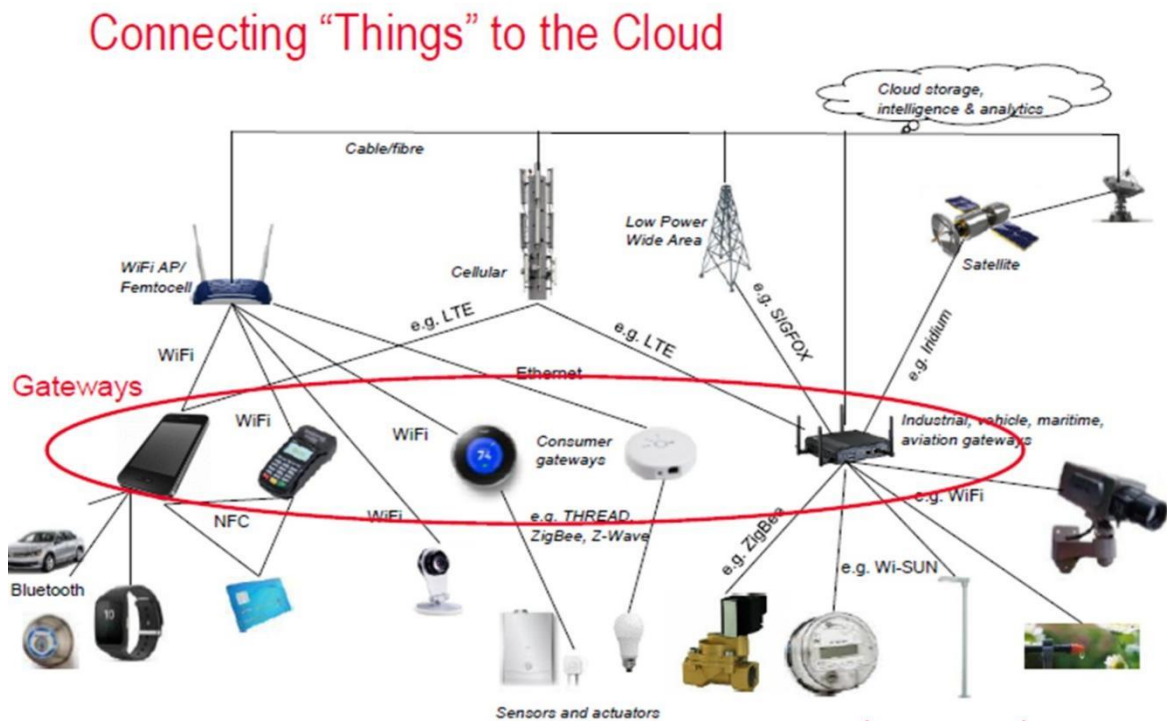 Connecting “Things” to the Cloud
Cloud storage,
intelligence & analytics
Cable/fibre
WiFi AP/
Femtocell
Cellular
Low Power
Wide Area
Satellite
e.g. LTE
e.g. LTE
e.g. SIGFOX
e.g. Iridium
WiFi
Ethernet
Gateways
WiFi
WiFi
Consumer
gateways
Industrial, vehicle, maritime,
aviation gateways
74
NFC
WiFi
e.g. THREAD,
ZigBee, Z-Wave
e.g. ZigBee
e.g. WiFi
e.g. Wi-SUN
Bluetooth
10
Sensors and actuators